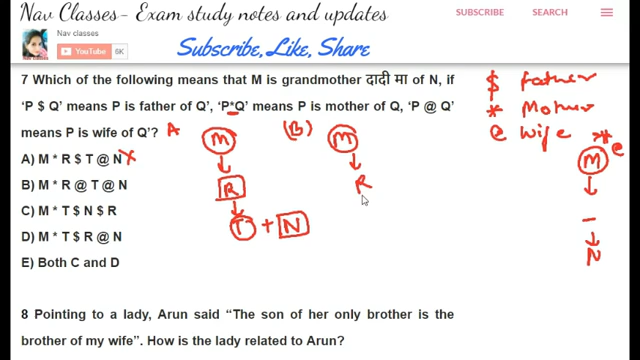 Nav Classes- Exam study notes and updates
SUBSCRIBE
HOME
Nav classes
YouTube 6K
Subscribe, Like, Share
7 Which of the following means that M is grandmother दादी मा of N, if
‘P $ Q’ means P is father of Q’, ‘P*Q’ means P is mother of Q, ‘P @ Q’
means P is wife of Q’?
A) M * R $ T @ N X
B) M * R @ T @ N
C) M * T $ N $ R
D) M * T $ R @ N
E) Both C and D
A
M
R
T + N
(B)
M
R
$ father
* Mother
@ wife
** @
M
-
N
8 Pointing to a lady, Arun said “The son of her only brother is the
brother of my wife”. How is the lady related to Arun?